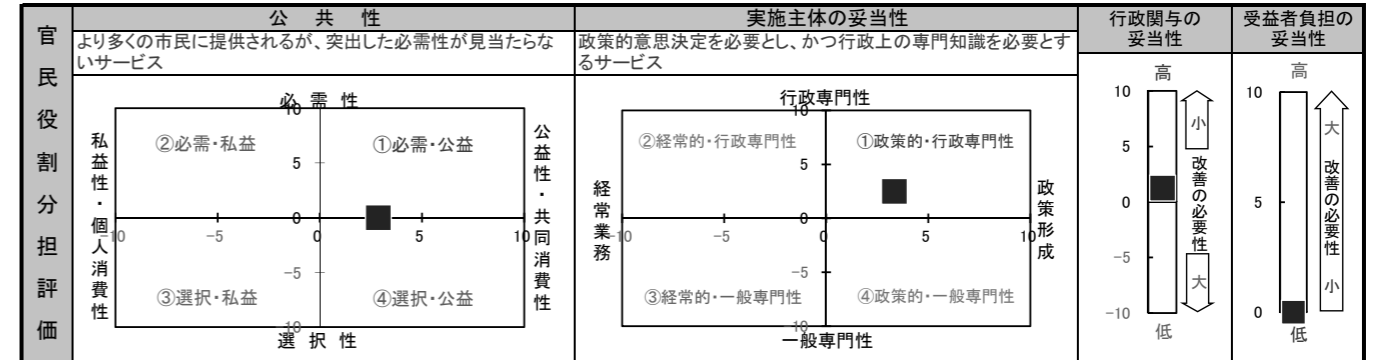 官民役割分担評価
公共性
より多くの市民に提供されるが、突出した必需性が見当たらな
いサービス
必需性
10
②必需・私益
①必需・公益
5
私益性・個人消費性
公益性・共同消費性
0
-10
-5
0
5
10
-5
③選択・私益
④選択・公益
-10
選択性
実施主体の妥当性
政策的意思決定を必要とし、かつ行政上の専門知識を必要とす
るサービス
行政専門性
10
②経常的・行政専門性
①政策的・行政専門性
5
経常業務
政策形成
0
-10
-5
0
5
10
-5
③経常的・一般専門性
④政策的・一般専門性
-10
一般専門性
行政関与の
妥当性
高
10
5
0
-5
-10
低
小
改善の必要性
大
受益者負担の
妥当性
高
10
5
0
低
大
改善の必要性
小